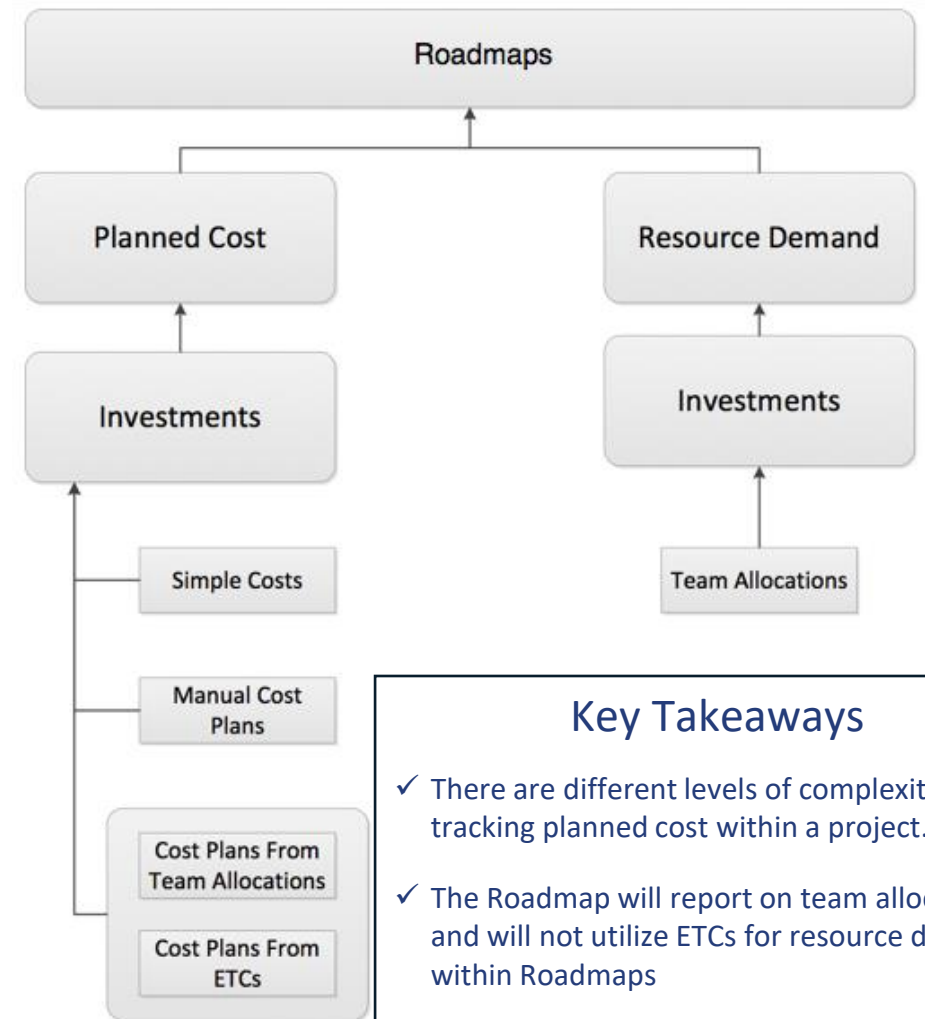 Roadmaps
Planned Cost
Resource Demand
Investments
Investments
Simple Costs
Team Allocations
Manual Cost
Plans
Cost Plans From
Team Allocations
Cost Plans From
ETCs
Key Takeaways
✓ There are different levels of
tracking planned cost within a project.
✓ The Roadmap will report on team
and will not utilize ETCs for resource
within Roadmaps